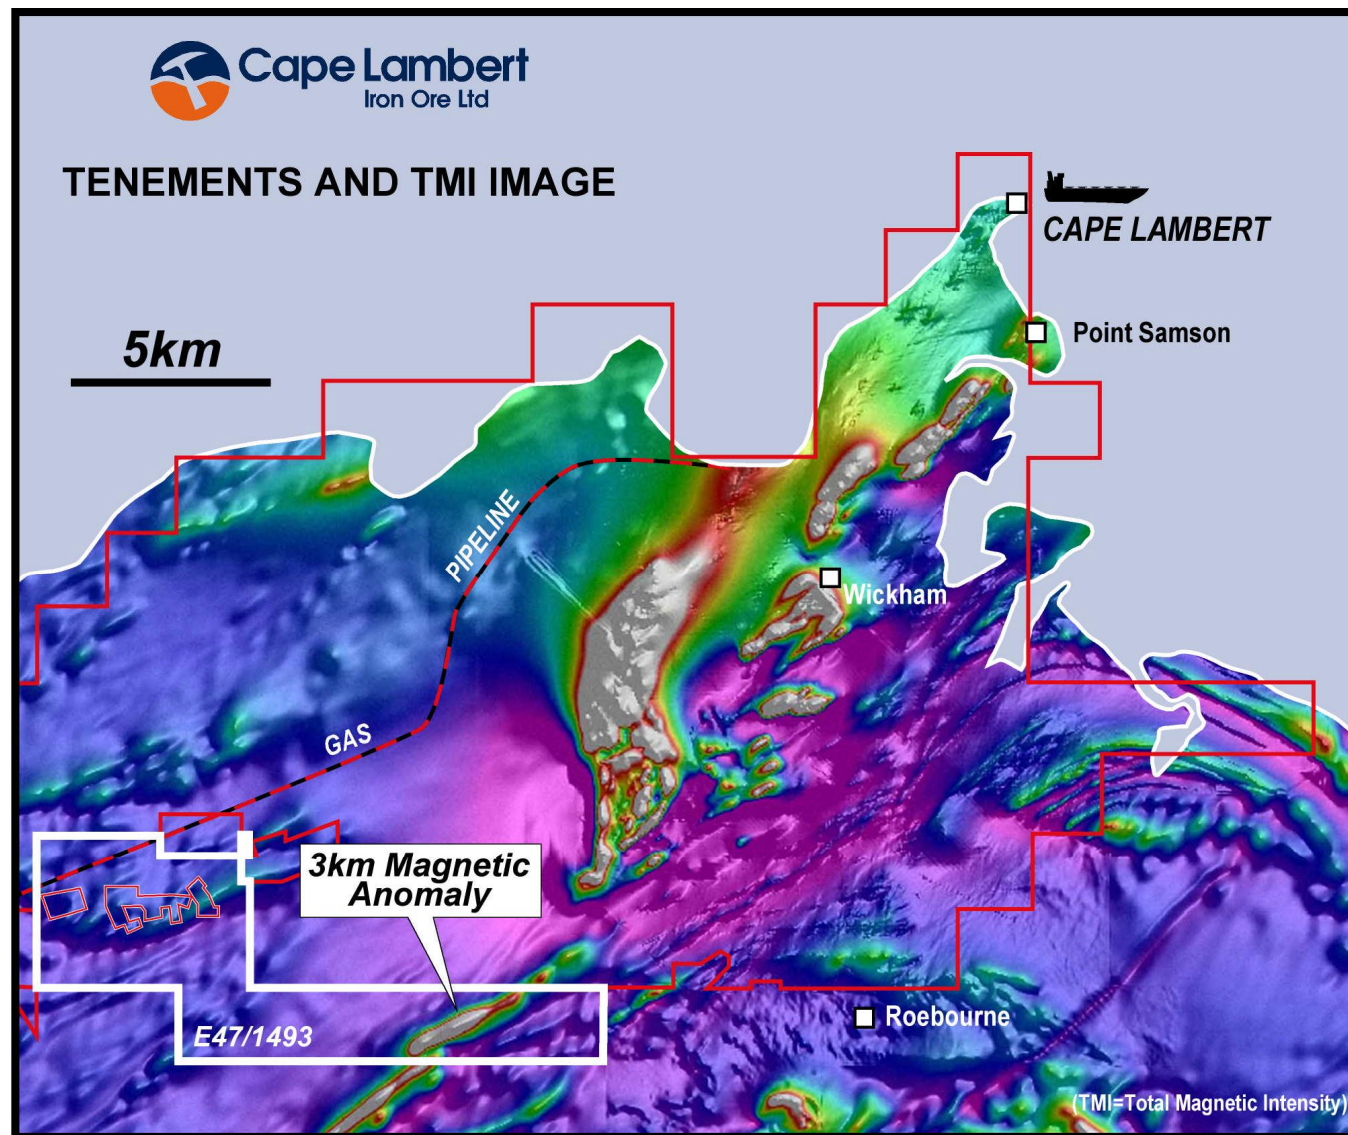 Cape Lambert
Iron Ore Ltd
TENEMENTS AND TMI IMAGE
CAPE LAMBERT
Point Samson
5km
PIPELINE
Wickham
GAS
3km Magnetic
Anomaly
E47/1493
Roebourne
(TMI=Total Magnetic Intensity)